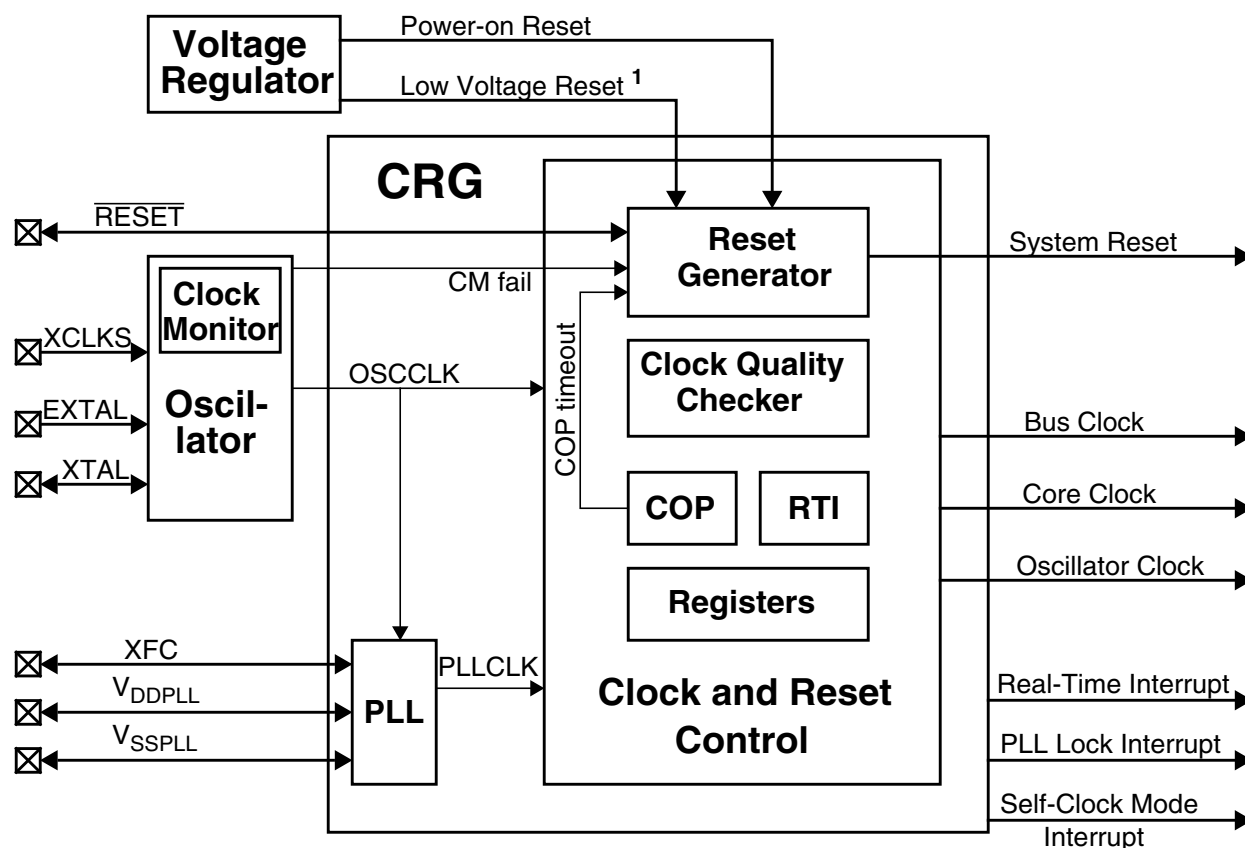 Voltage
Regulator
Power-on Reset
Low Voltage Reset 1
CRG
RESET
Reset
Generator
System Reset
CM fail
Clock
Monitor
XCLKS
Oscil-
lator
EXTAL
XTAL
OSCCLK
COP timeout
Clock Quality
Checker
Bus Clock
COP
RTI
Core Clock
Oscillator Clock
Registers
XFC
VDDPLL
VSSPLL
PLL
PLLCLK
Clock and Reset
Control
Real-Time Interrupt
PLL Lock Interrupt
Self-Clock Mode
Interrupt